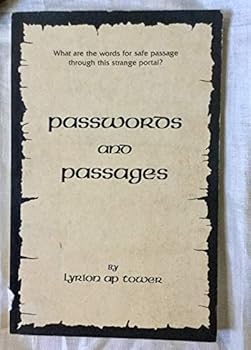 What are the words for safe passage
through this strange portal?
passwords
and
passages
By
Lyrion ap Tower